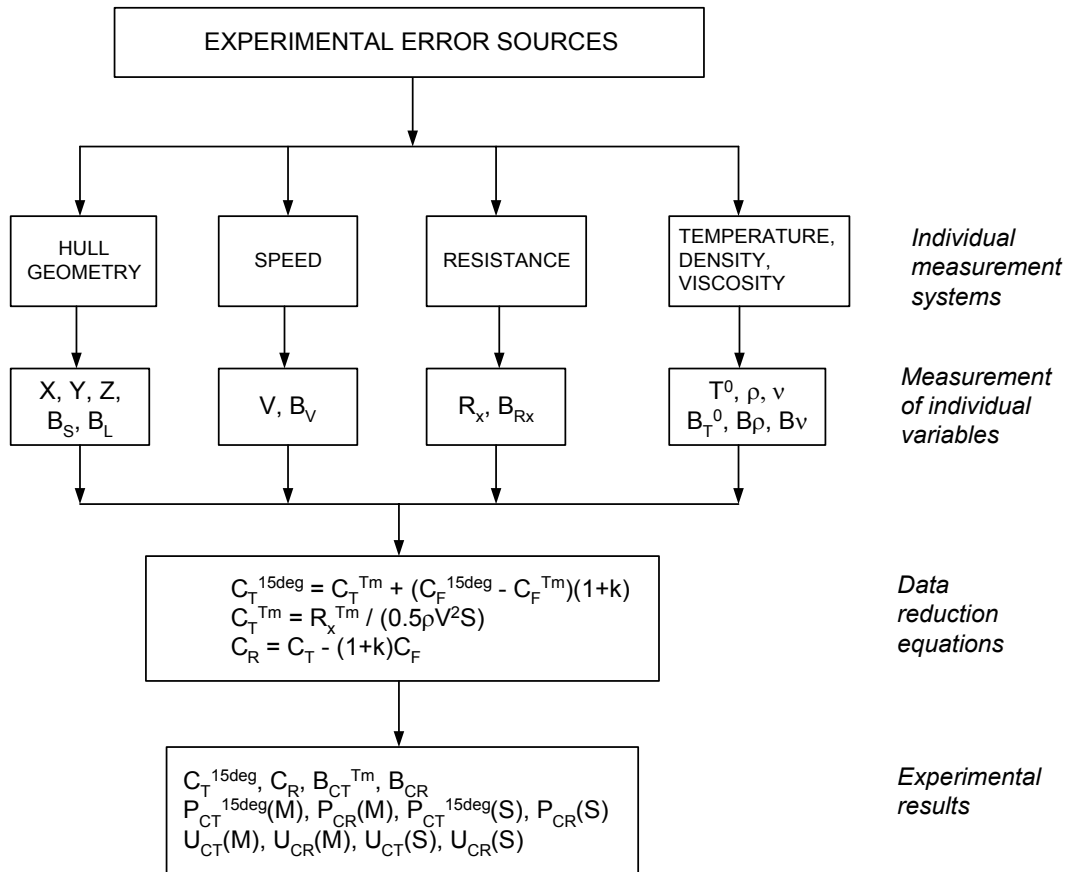 EXPERIMENTAL ERROR SOURCES
HULL
GEOMETRY
SPEED
RESISTANCE
TEMPERATURE,
DENSITY,
VISCOSITY
Individual
measurement
systems
X, Y, Z,
B_S, B_L
V, B_V
R_x, B_Rx
T^0, ρ, ν
B_T^0, Bρ, Bν
Measurement
of individual
variables
C_T^15deg = C_T^Tm + (C_F^15deg - C_F^Tm)(1+k)
C_T^Tm = R_x^Tm / (0.5ρV^2S)
C_R = C_T - (1+k)C_F
Data
reduction
equations
C_T^15deg, C_R, B_CT^Tm, B_CR
P_CT^15deg(M), P_CR(M), P_CT^15deg(S), P_CR(S)
U_CT(M), U_CR(M), U_CT(S), U_CR(S)
Experimental
results